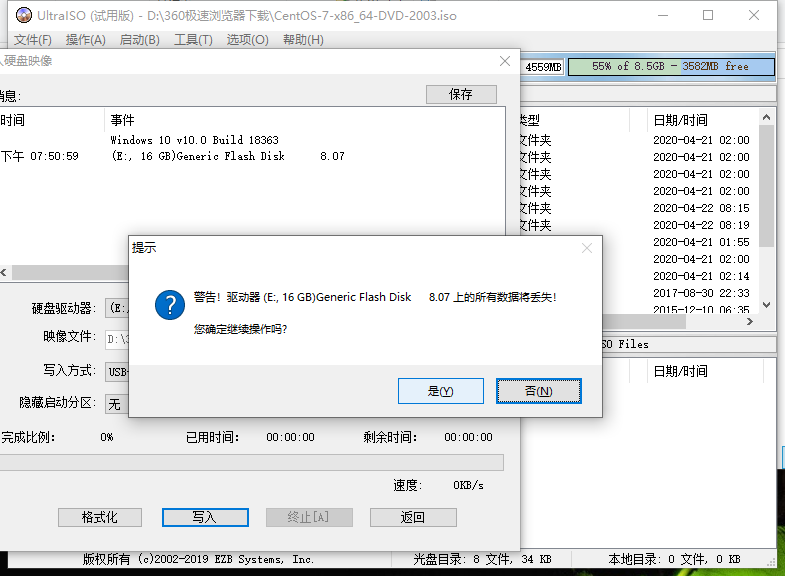 UltraISO (试用版) - D:\360极速浏览器下载\CentOS-7-x86_64-DVD-2003.iso
文件(F) 操作(A) 启动(B) 工具(T) 选项(O) 帮助(H)
硬盘映像
4559MB
55% of 8.5GB - 3582MB free
消息:
保存
时间 事件
Windows 10 v10.0 Build 18363
下午 07:50:59 (E:, 16 GB)Generic Flash Disk 8.07
类型 日期/时间
文件夹 2020-04-21 02:00
文件夹 2020-04-21 02:00
文件夹 2020-04-21 02:00
文件夹 2020-04-21 02:00
文件夹 2020-04-22 08:15
文件夹 2020-04-22 08:19
2020-04-21 01:55
2020-04-21 02:00
2020-04-21 02:14
2017-08-30 22:33
2015-12-10 06:35
提示
警告! 驱动器 (E:, 16 GB)Generic Flash Disk 8.07 上的所有数据将丢失!
您确定继续操作吗?
是(Y) 否(N)
硬盘驱动器: (E:
映像文件: D:\
写入方式: USB
隐藏启动分区: 无
SO Files
日期/时间
完成比例: 0% 已用时间: 00:00:00 剩余时间: 00:00:00
速度: 0KB/s
格式化 写入 终止[A] 返回
版权所有 (c)2002-2019 EZB Systems, Inc. 光盘目录: 8 文件, 34 KB 本地目录: 0 文件, 0 KB